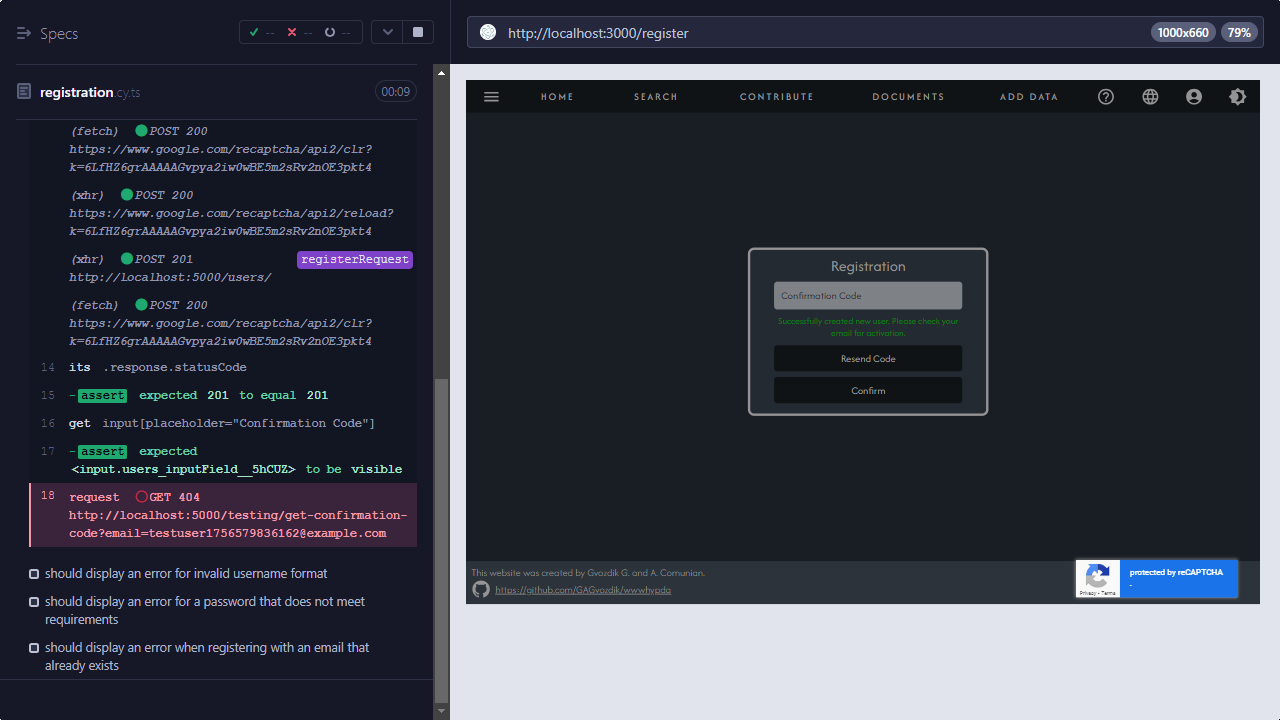 Specs
-- -- --
registration.cy.ts
00:09
(fetch) POST 200
https://www.google.com/recaptcha/api2/clr?
k=6LfHZ6grAAAAAGvpya2iw0wBE5m2sRv2nOE3pkt4
(xhr) POST 200
https://www.google.com/recaptcha/api2/reload?
k=6LfHZ6grAAAAAGvpya2iw0wBE5m2sRv2nOE3pkt4
(xhr) POST 201 registerRequest
http://localhost:5000/users/
(fetch) POST 200
https://www.google.com/recaptcha/api2/clr?
k=6LfHZ6grAAAAAGvpya2iw0wBE5m2sRv2nOE3pkt4
14 its .response.statusCode
15 -assert expected 201 to equal 201
16 get input[placeholder="Confirmation Code"]
17 -assert expected
<input.users_inputField__5hCUZ> to be visible
18 request GET 404
http://localhost:5000/testing/get-confirmation-
code?email=testuser1756579836162@example.com
should display an error for invalid username format
should display an error for a password that does not meet
requirements
should display an error when registering with an email that
already exists
http://localhost:3000/register
1000x660
79%
HOME SEARCH CONTRIBUTE DOCUMENTS ADD DATA
Registration
Confirmation Code
Successfully created new user. Please check your
email for activation.
Resend Code
Confirm
This website was created by Gvozdik G. and A. Comunian.
https://github.com/GAGvozdik/wwwhypda
protected by reCAPTCHA
-
Privacy - Terms